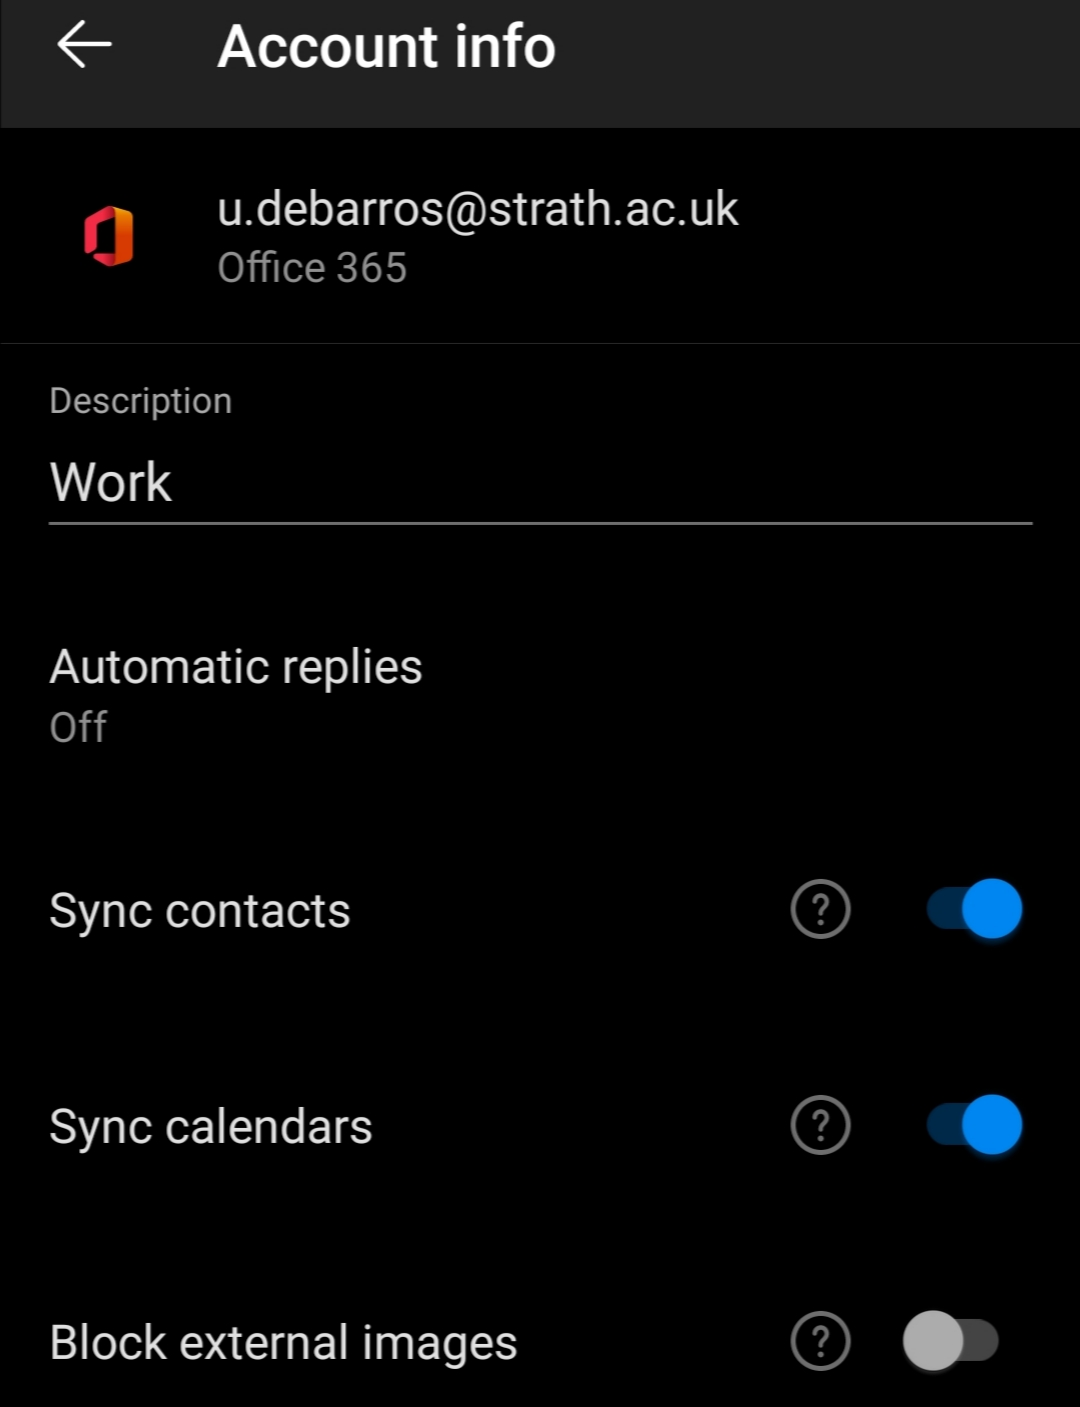 Account info
u.debarros@strath.ac.uk
Office 365
Description
Work
Automatic replies
Off
Sync contacts
?
Sync calendars
?
Block external images
?